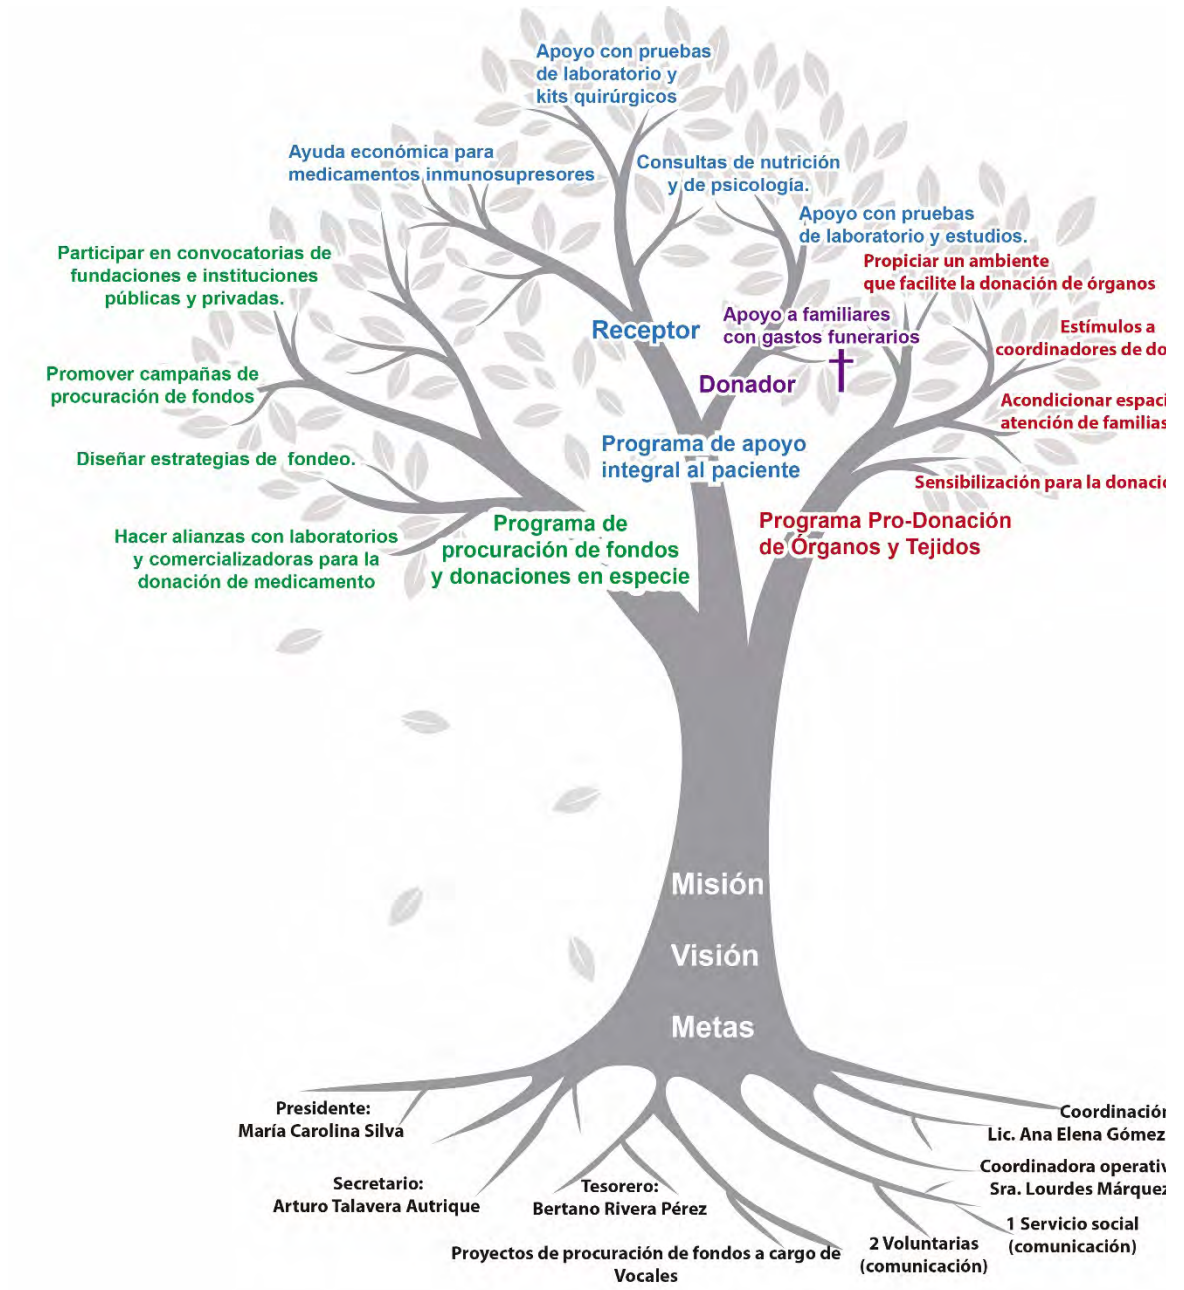 Apoyo con pruebas
de laboratorio y
kits quirúrgicos
Ayuda económica para
medicamentos inmunosupresores
Consultas de nutrición
y de psicología.
Apoyo con pruebas
de laboratorio y estudios.
Participar en convocatorias de
fundaciones e instituciones
públicas y privadas.
Propiciar un ambiente
que facilite la donación de órganos
Receptor
Apoyo a familiares
con gastos funerarios
Estímulos a
coordinadores de
Promover campañas de
procuración de fondos
Donador
Acondicionar
atención de familias
Programa de apoyo
integral al paciente
Diseñar estrategias de fondeo.
Sensibilización para la
Hacer alianzas con laboratorios
y comercializadoras para la
donación de medicamento
Programa de
procuración de fondos
y donaciones en especie
Programa Pro-Donación
de Órganos y Tejidos
Misión
Visión
Metas
Presidente:
María Carolina Silva
Coordinación
Lic. Ana Elena Gómez
Secretario:
Arturo Talavera Autrique
Tesorero:
Bertano Rivera Pérez
Coordinadora
Sra. Lourdes Márquez
Proyectos de procuración de fondos a cargo de
Vocales
2 Voluntarias
(comunicación)
1 Servicio social
(comunicación)